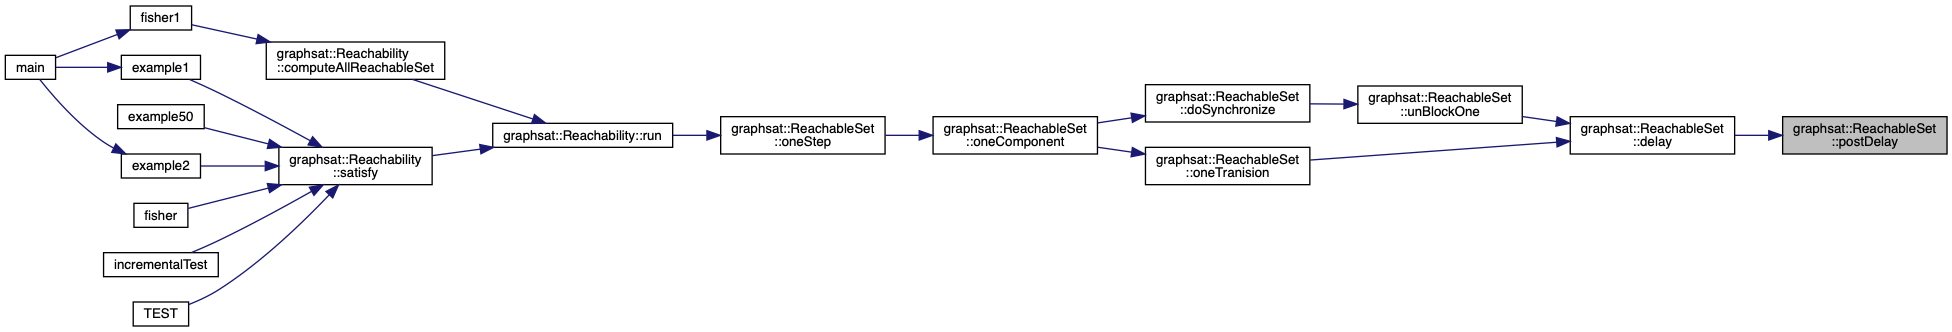 main
fisher1
example1
example50
example2
fisher
incrementalTest
TEST
graphsat::Reachability
::computeAllReachableSet
graphsat::Reachability
::satisfy
graphsat::Reachability::run
graphsat::ReachableSet
::oneStep
graphsat::ReachableSet
::oneComponent
graphsat::ReachableSet
::doSynchronize
graphsat::ReachableSet
::oneTranision
graphsat::ReachableSet
::unBlockOne
graphsat::ReachableSet
::delay
graphsat::ReachableSet
::postDelay